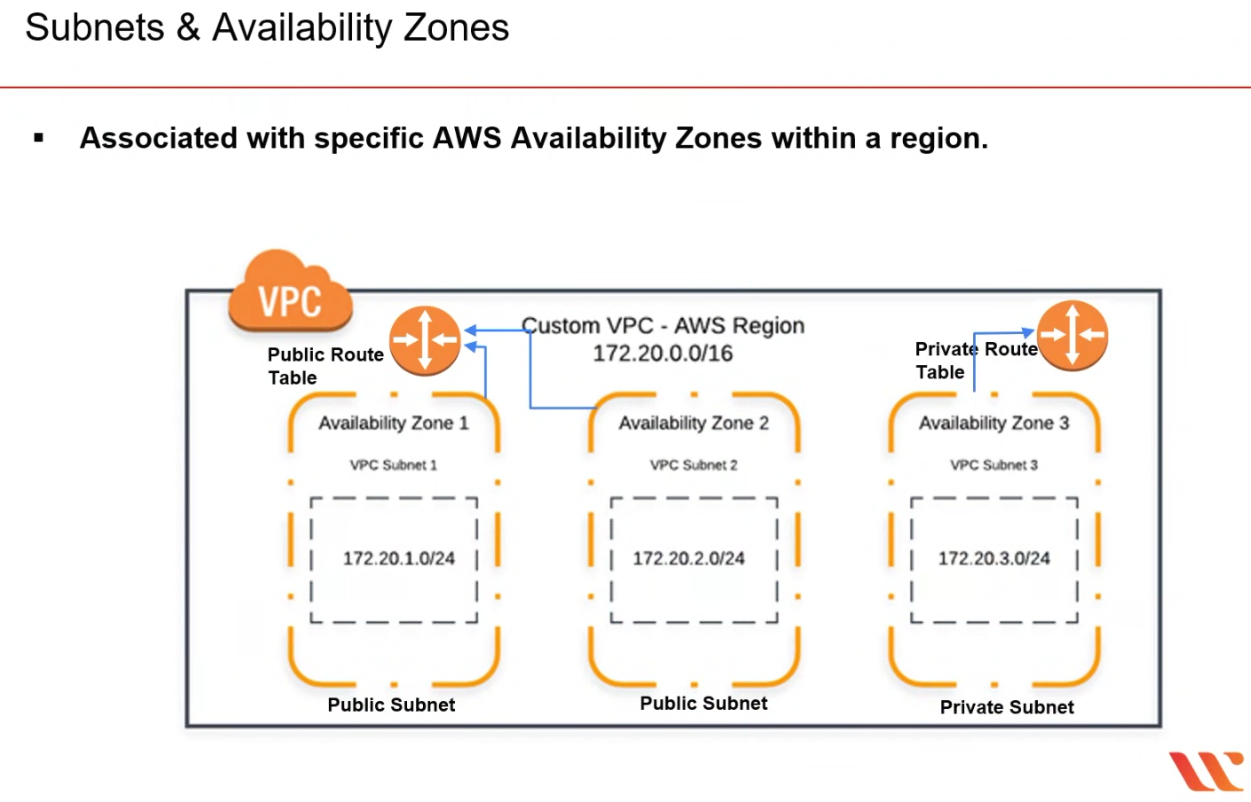 Subnets & Availability Zones
▪ Associated with specific AWS Availability Zones within a region.
VPC
Custom VPC - AWS Region
172.20.0.0/16
Public Route
Table
Private Route
Table
Availability Zone 1
VPC Subnet 1
172.20.1.0/24
Public Subnet
Availability Zone 2
VPC Subnet 2
172.20.2.0/24
Public Subnet
Availability Zone 3
VPC Subnet 3
172.20.3.0/24
Private Subnet